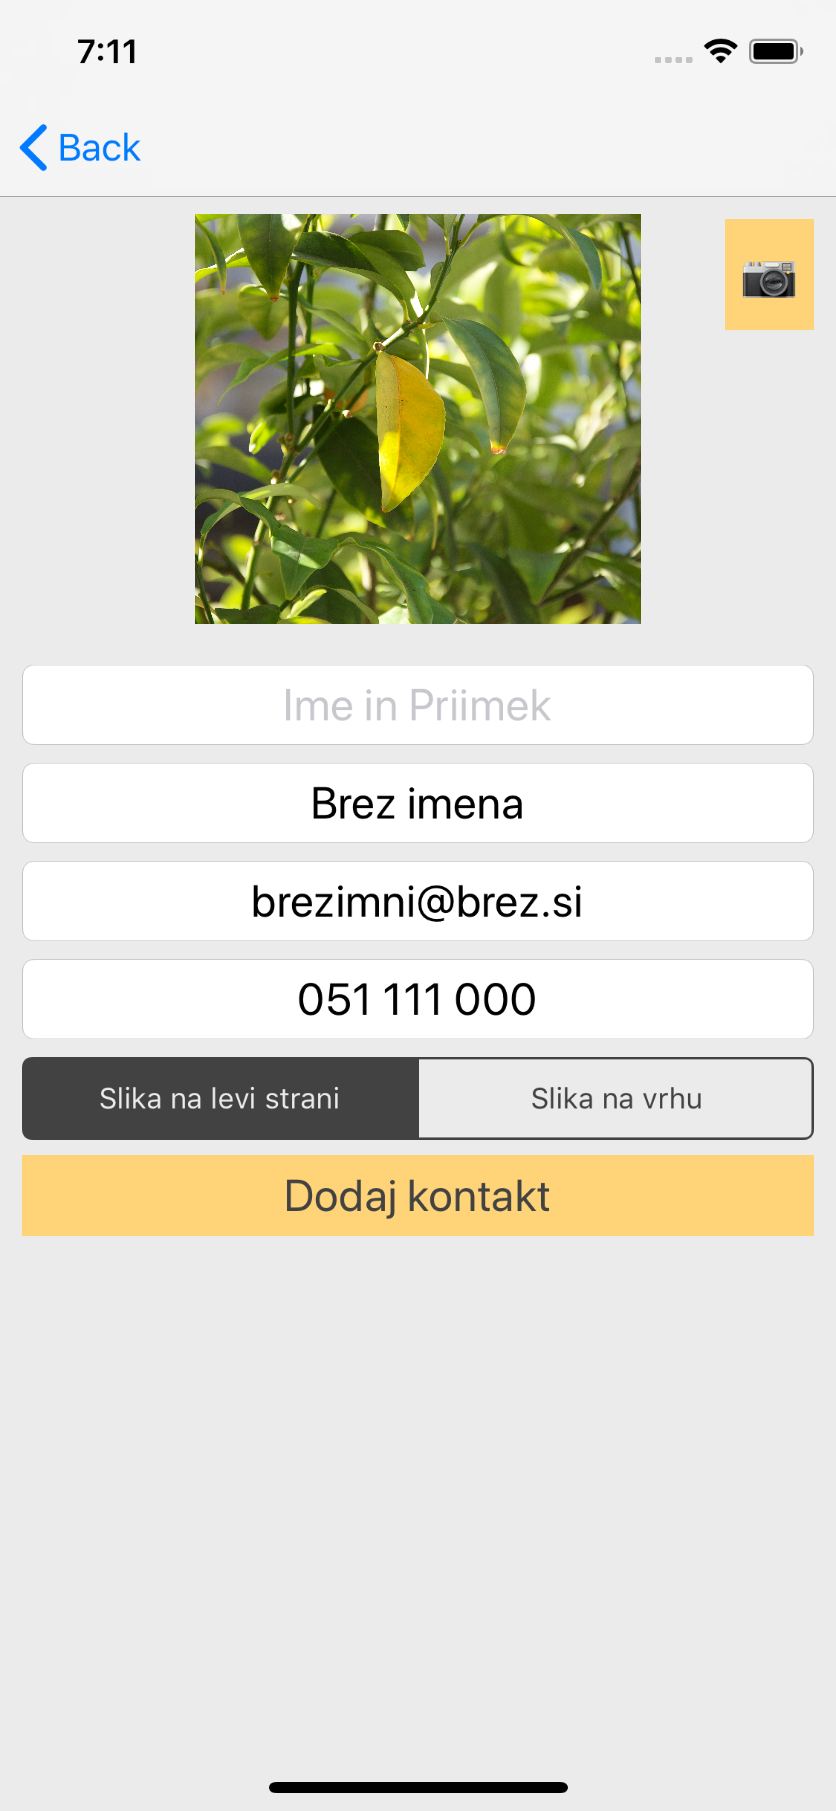 7:11
Back
Ime in Priimek
Brez imena
brezimni@brez.si
051 111 000
Slika na levi strani
Slika na vrhu
Dodaj kontakt